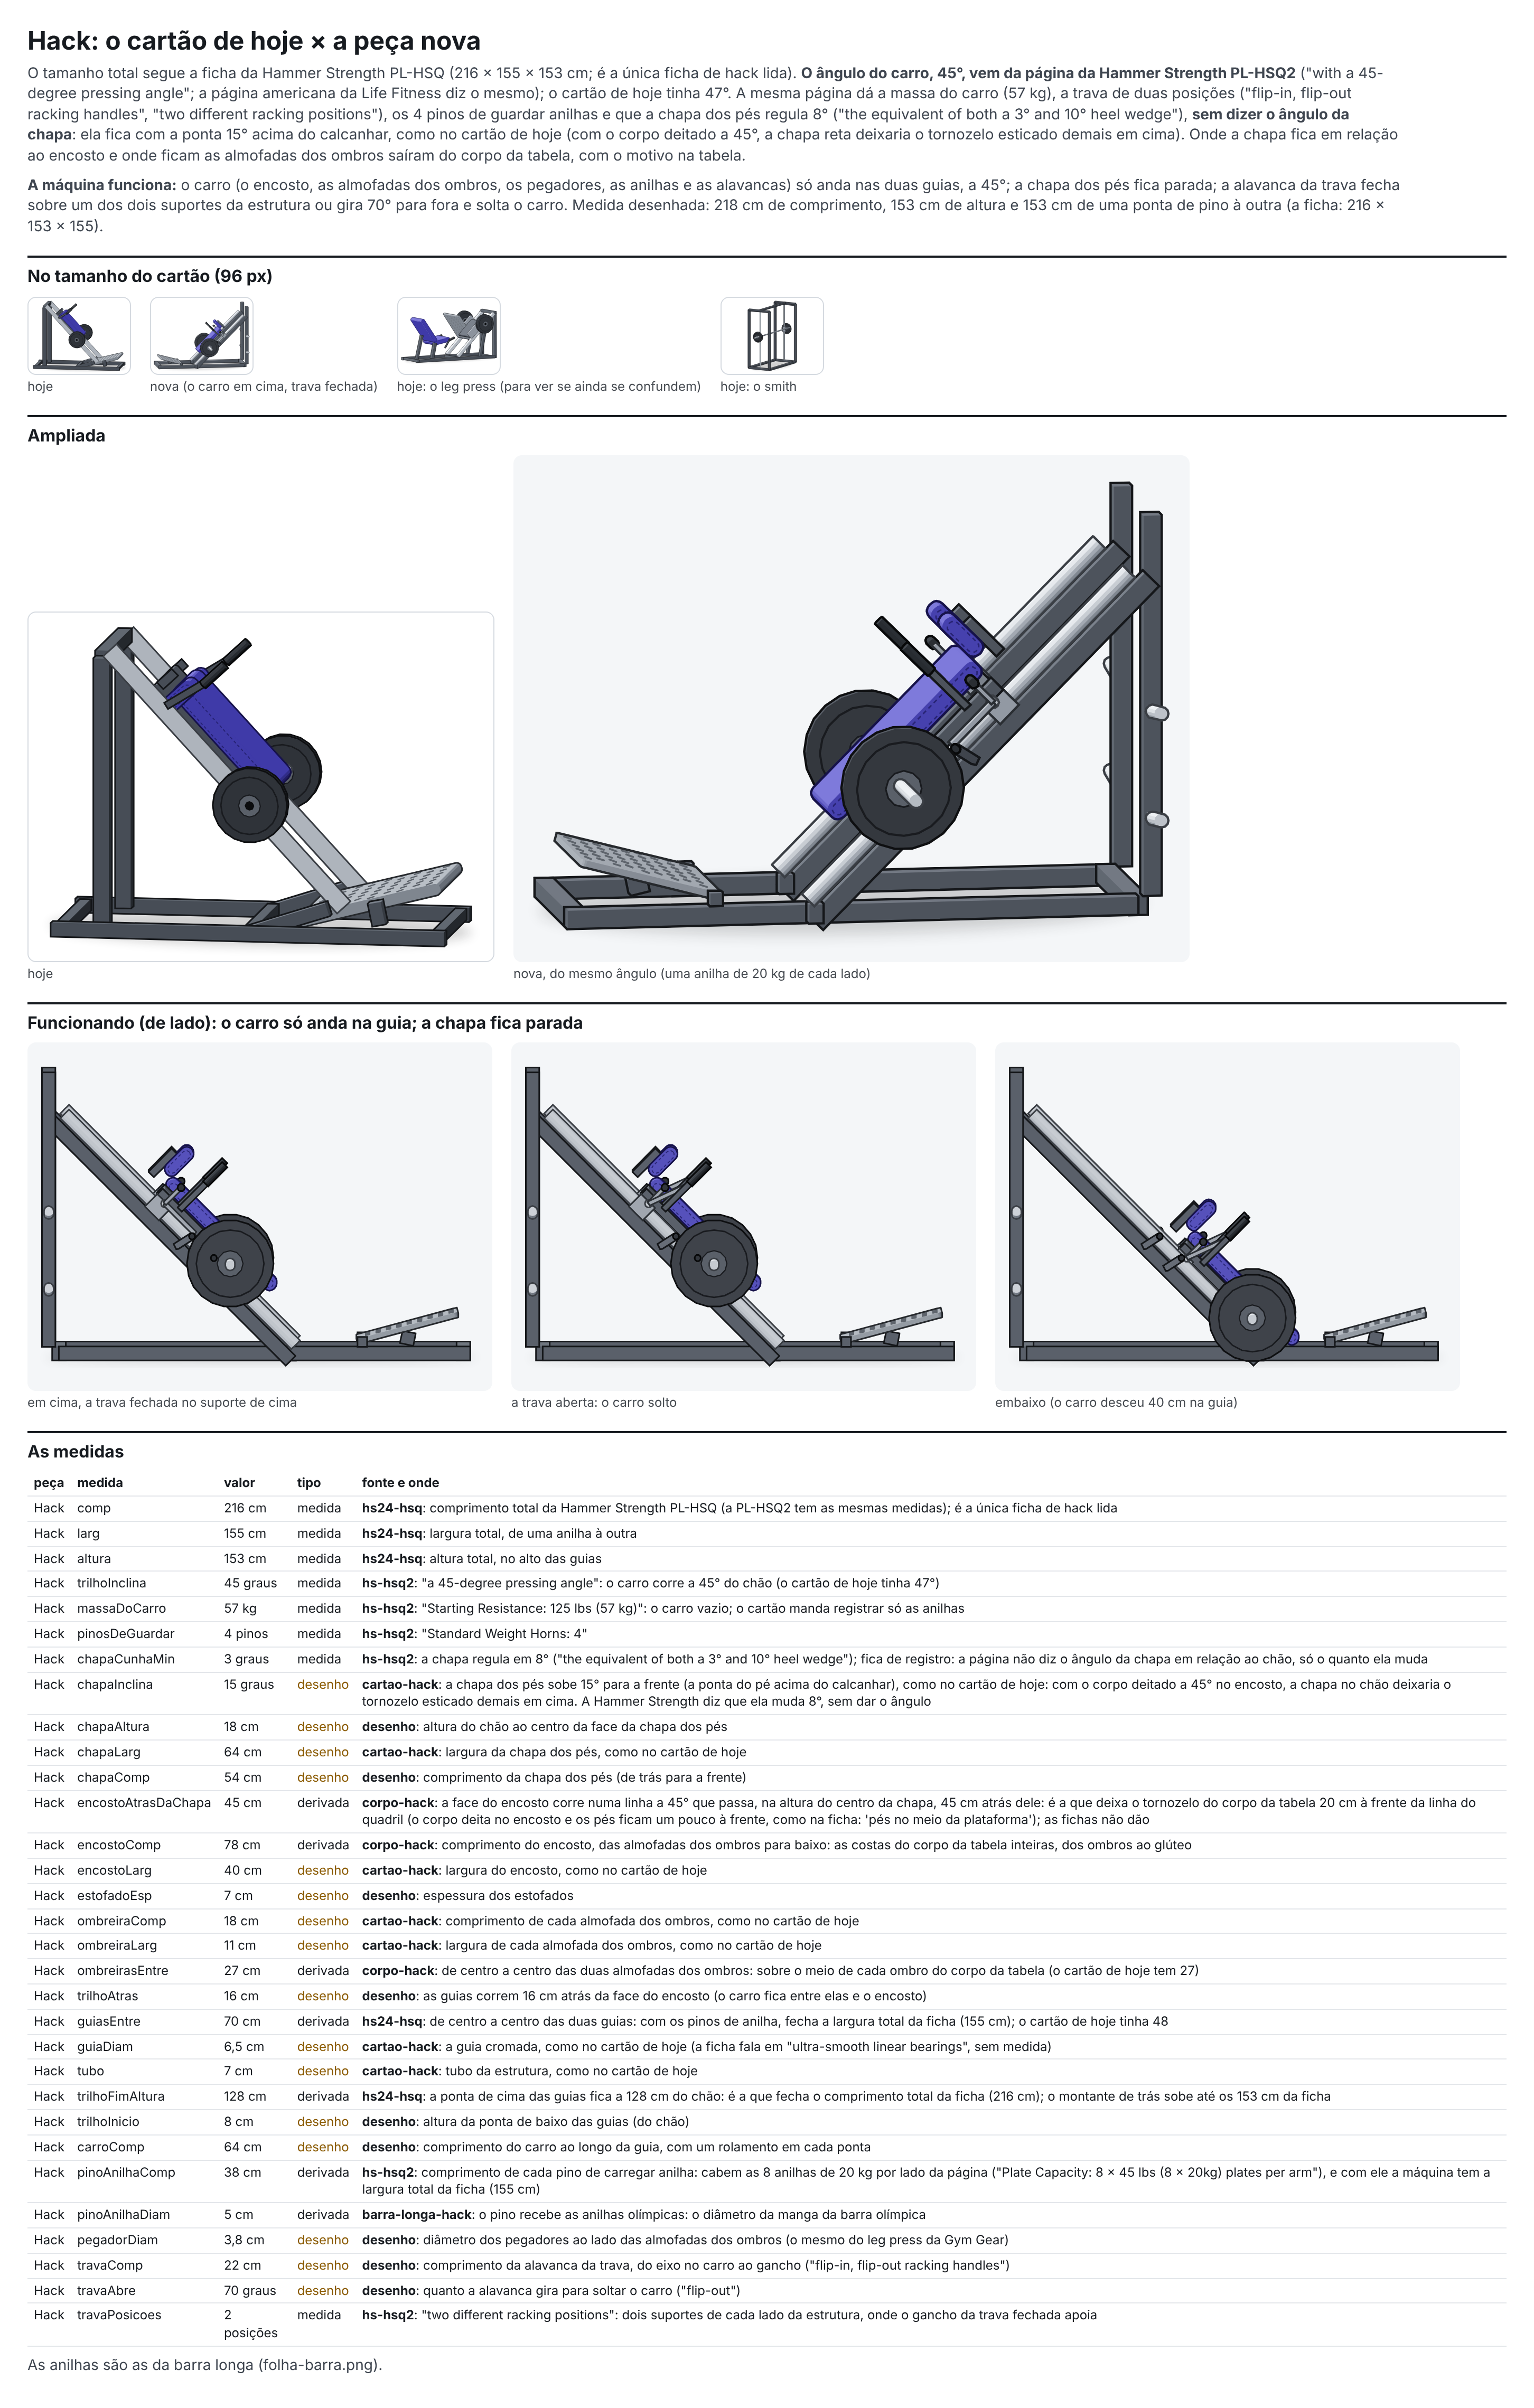 Hack: o cartão de hoje × a peça nova
O tamanho total segue a ficha da Hammer Strength PL-HSQ (216 × 155 × 153 cm; é a única ficha de hack lida). O ângulo do carro, 45°, vem da página da Hammer Strength PL-HSQ2 ("with a 45-
degree pressing angle"; a página americana da Life Fitness diz o mesmo); o cartão de hoje tinha 47°. A mesma página dá a massa do carro (57 kg), a trava de duas posições ("flip-in, flip-out
racking handles", "two different racking positions"), os 4 pinos de guardar anilhas e que a chapa dos pés regula 8° ("the equivalent of both a 3° and 10° heel wedge"), sem dizer o ângulo da
chapa: ela fica com a ponta 15° acima do calcanhar, como no cartão de hoje (com o corpo deitado a 45°, a chapa reta deixaria o tornozelo esticado demais em cima). Onde a chapa fica em relação
ao encosto e onde ficam as almofadas dos ombros saíram do corpo da tabela, com o motivo na tabela.
A máquina funciona: o carro (o encosto, as almofadas dos ombros, os pegadores, as anilhas e as alavancas) só anda nas duas guias, a 45°; a chapa dos pés fica parada; a alavanca da trava fecha
sobre um dos dois suportes da estrutura ou gira 70° para fora e solta o carro. Medida desenhada: 218 cm de comprimento, 153 cm de altura e 153 cm de uma ponta de pino à outra (a ficha: 216 ×
153 × 155).
No tamanho do cartão (96 px)
hoje
nova (o carro em cima, trava fechada)
hoje: o leg press (para ver se ainda se confundem)
hoje: o smith
Ampliada
hoje
nova, do mesmo ângulo (uma anilha de 20 kg de cada lado)
Funcionando (de lado): o carro só anda na guia; a chapa fica parada
em cima, a trava fechada no suporte de cima
a trava aberta: o carro solto
embaixo (o carro desceu 40 cm na guia)
As medidas
peça medida valor tipo fonte e onde
Hack comp 216 cm medida hs24-hsq: comprimento total da Hammer Strength PL-HSQ (a PL-HSQ2 tem as mesmas medidas); é a única ficha de hack lida
Hack larg 155 cm medida hs24-hsq: largura total, de uma anilha à outra
Hack altura 153 cm medida hs24-hsq: altura total, no alto das guias
Hack trilhoInclina 45 graus medida hs-hsq2: "a 45-degree pressing angle": o carro corre a 45° do chão (o cartão de hoje tinha 47°)
Hack massaDoCarro 57 kg medida hs-hsq2: "Starting Resistance: 125 lbs (57 kg)": o carro vazio; o cartão manda registrar só as anilhas
Hack pinosDeGuardar 4 pinos medida hs-hsq2: "Standard Weight Horns: 4"
Hack chapaCunhaMin 3 graus medida hs-hsq2: a chapa regula em 8° ("the equivalent of both a 3° and 10° heel wedge"); fica de registro: a página não diz o ângulo da chapa em relação ao chão, só o quanto ela muda
Hack chapaInclina 15 graus desenho cartao-hack: a chapa dos pés sobe 15° para a frente (a ponta do pé acima do calcanhar), como no cartão de hoje: com o corpo deitado a 45° no encosto, a chapa no chão deixaria o
tornozelo esticado demais em cima. A Hammer Strength diz que ela muda 8°, sem dar o ângulo
Hack chapaAltura 18 cm desenho desenho: altura do chão ao centro da face da chapa dos pés
Hack chapaLarg 64 cm desenho cartao-hack: largura da chapa dos pés, como no cartão de hoje
Hack chapaComp 54 cm desenho desenho: comprimento da chapa dos pés (de trás para a frente)
Hack encostoAtrasDaChapa 45 cm derivada corpo-hack: a face do encosto corre numa linha a 45° que passa, na altura do centro da chapa, 45 cm atrás dele: é a que deixa o tornozelo do corpo da tabela 20 cm à frente da linha do
quadril (o corpo deita no encosto e os pés ficam um pouco à frente, como na ficha: 'pés no meio da plataforma'); as fichas não dão
Hack encostoComp 78 cm derivada corpo-hack: comprimento do encosto, das almofadas dos ombros para baixo: as costas do corpo da tabela inteiras, dos ombros ao glúteo
Hack encostoLarg 40 cm desenho cartao-hack: largura do encosto, como no cartão de hoje
Hack estofadoEsp 7 cm desenho desenho: espessura dos estofados
Hack ombreiraComp 18 cm desenho cartao-hack: comprimento de cada almofada dos ombros, como no cartão de hoje
Hack ombreiraLarg 11 cm desenho cartao-hack: largura de cada almofada dos ombros, como no cartão de hoje
Hack ombreirasEntre 27 cm derivada corpo-hack: de centro a centro das duas almofadas dos ombros: sobre o meio de cada ombro do corpo da tabela (o cartão de hoje tem 27)
Hack trilhoAtras 16 cm desenho desenho: as guias correm 16 cm atrás da face do encosto (o carro fica entre elas e o encosto)
Hack guiasEntre 70 cm derivada hs24-hsq: de centro a centro das duas guias: com os pinos de anilha, fecha a largura total da ficha (155 cm); o cartão de hoje tinha 48
Hack guiaDiam 6,5 cm desenho cartao-hack: a guia cromada, como no cartão de hoje (a ficha fala em "ultra-smooth linear bearings", sem medida)
Hack tubo 7 cm desenho cartao-hack: tubo da estrutura, como no cartão de hoje
Hack trilhoFimAltura 128 cm derivada hs24-hsq: a ponta de cima das guias fica a 128 cm do chão: é a que fecha o comprimento total da ficha (216 cm); o montante de trás sobe até os 153 cm da ficha
Hack trilhoInicio 8 cm desenho desenho: altura da ponta de baixo das guias (do chão)
Hack carroComp 64 cm desenho desenho: comprimento do carro ao longo da guia, com um rolamento em cada ponta
Hack pinoAnilhaComp 38 cm derivada hs-hsq2: comprimento de cada pino de carregar anilha: cabem as 8 anilhas de 20 kg por lado da página ("Plate Capacity: 8 × 45 lbs (8 × 20kg) plates per arm"), e com ele a máquina tem a
largura total da ficha (155 cm)
Hack pinoAnilhaDiam 5 cm derivada barra-longa-hack: o pino recebe as anilhas olímpicas: o diâmetro da manga da barra olímpica
Hack pegadorDiam 3,8 cm desenho desenho: diâmetro dos pegadores ao lado das almofadas dos ombros (o mesmo do leg press da Gym Gear)
Hack travaComp 22 cm desenho desenho: comprimento da alavanca da trava, do eixo no carro ao gancho ("flip-in, flip-out racking handles")
Hack travaAbre 70 graus desenho desenho: quanto a alavanca gira para soltar o carro ("flip-out")
Hack travaPosicoes 2 posições medida hs-hsq2: "two different racking positions": dois suportes de cada lado da estrutura, onde o gancho da trava fechada apoia
As anilhas são as da barra longa (folha-barra.png).